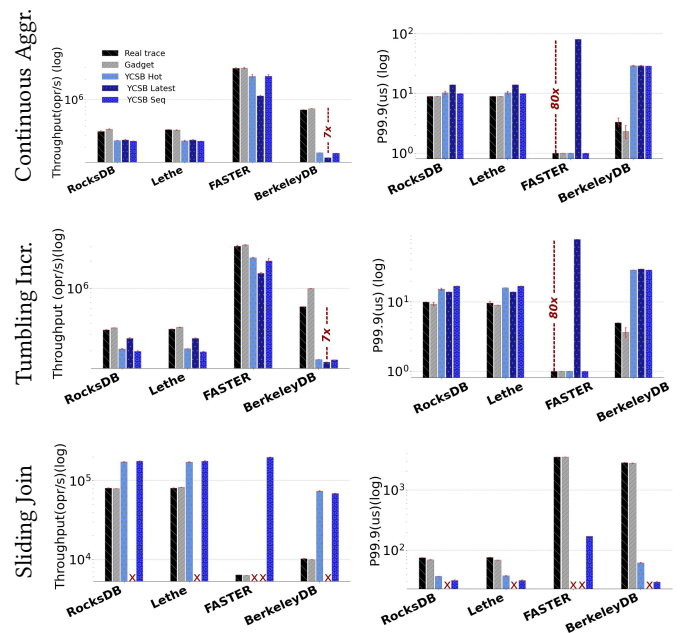 Continuous Aggr.
Throughput(opr/s)(log)
10^6
Real trace
Gadget
YCSB Hot
YCSB Latest
YCSB Seq
7x
RocksDB
Lethe
FASTER
BerkeleyDB
P99.9(us) (log)
10^2
10^1
10^0
80x
RocksDB
Lethe
FASTER
BerkeleyDB
Tumbling Incr.
Throughput (opr/s)(log)
10^6
7x
RocksDB
Lethe
FASTER
BerkeleyDB
P99.9(us) (log)
10^1
10^0
80x
RocksDB
Lethe
FASTER
BerkeleyDB
Sliding Join
Throughput(opr/s)(log)
10^5
10^4
X X X X X
RocksDB
Lethe
FASTER
BerkeleyDB
P99.9(us)(log)
10^3
10^2
X X X X X
RocksDB
Lethe
FASTER
BerkeleyDB